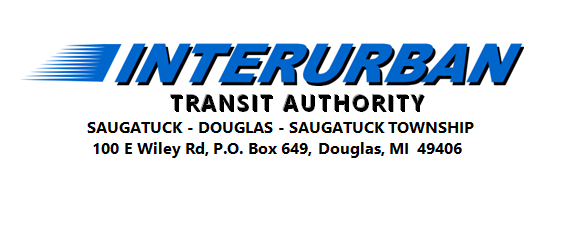 INTERURBAN
TRANSIT AUTHORITY
SAUGATUCK - DOUGLAS - SAUGATUCK TOWNSHIP
100 E Wiley Rd, P.O. Box 649, Douglas, MI 49406